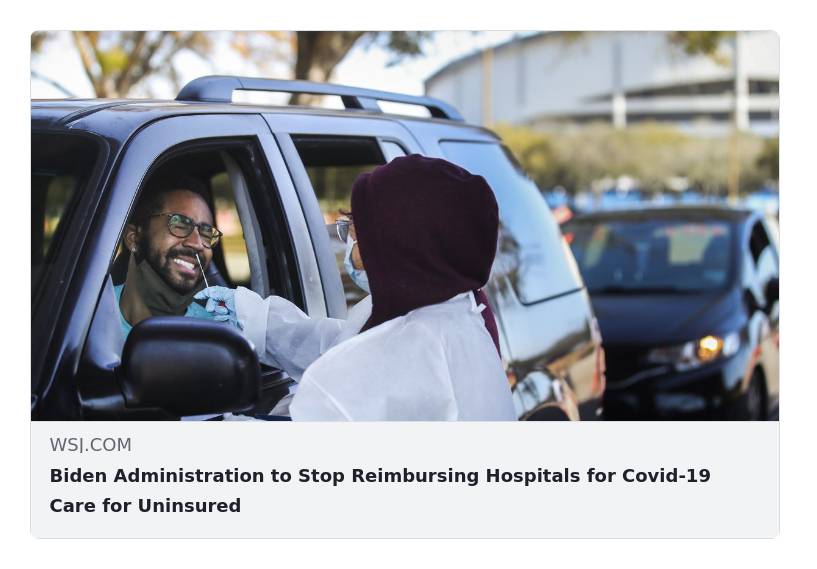 WSJ.COM
Biden Administration to Stop Reimbursing Hospitals for Covid-19
Care for Uninsured